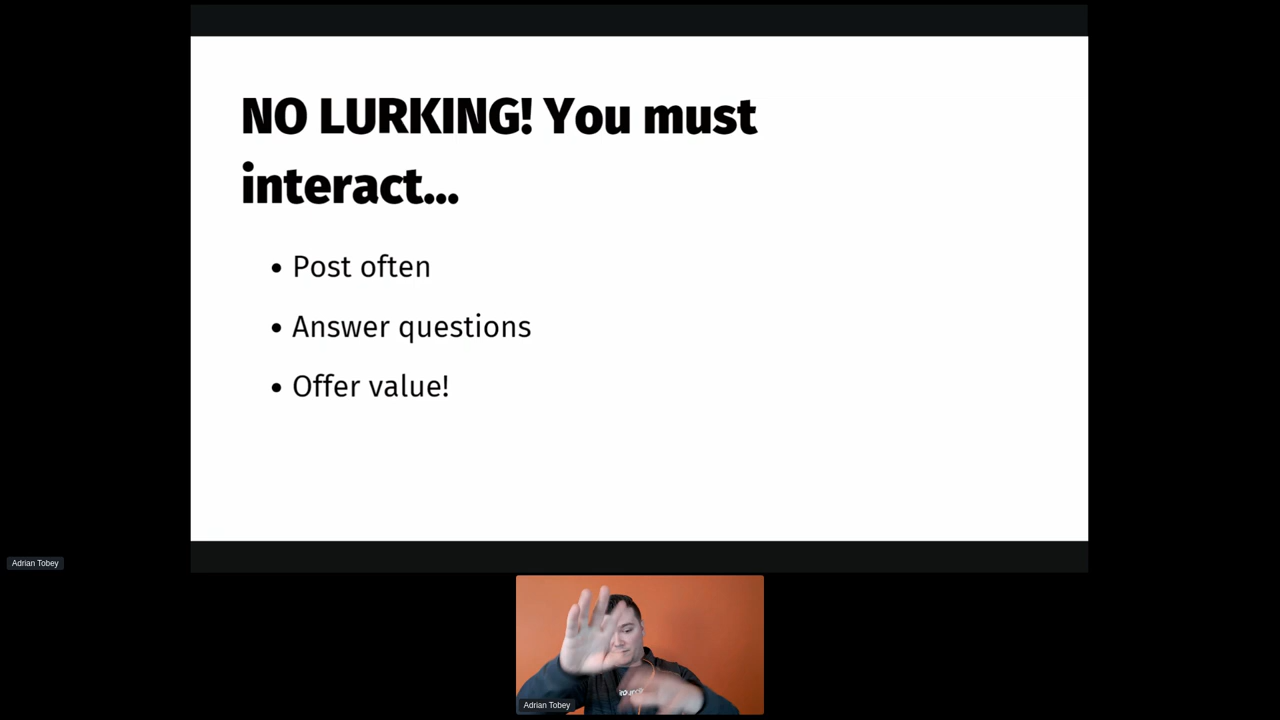 NO LURKING! You must
interact...
• Post often
• Answer questions
• Offer value!
Adrian Tobey
Adrian Tobey